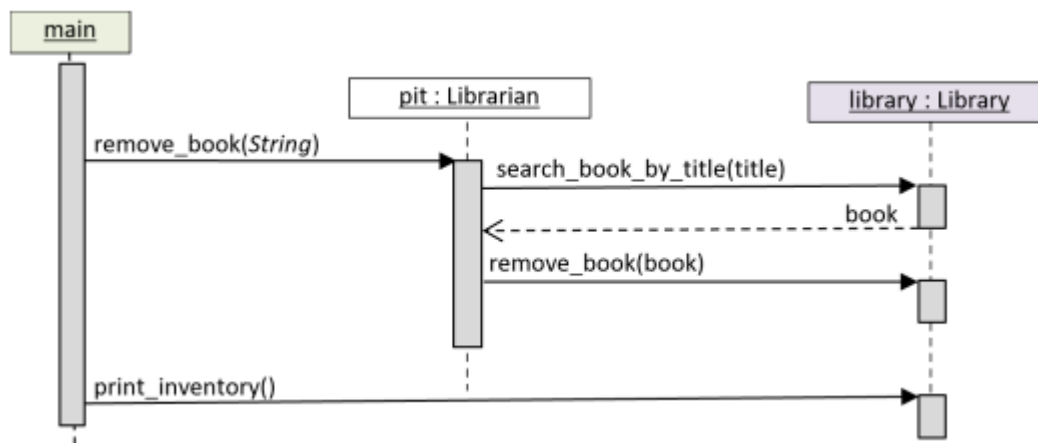 main
pit : Librarian
library : Library
remove_book(String)
search_book_by_title(title)
book
remove_book(book)
print_inventory()